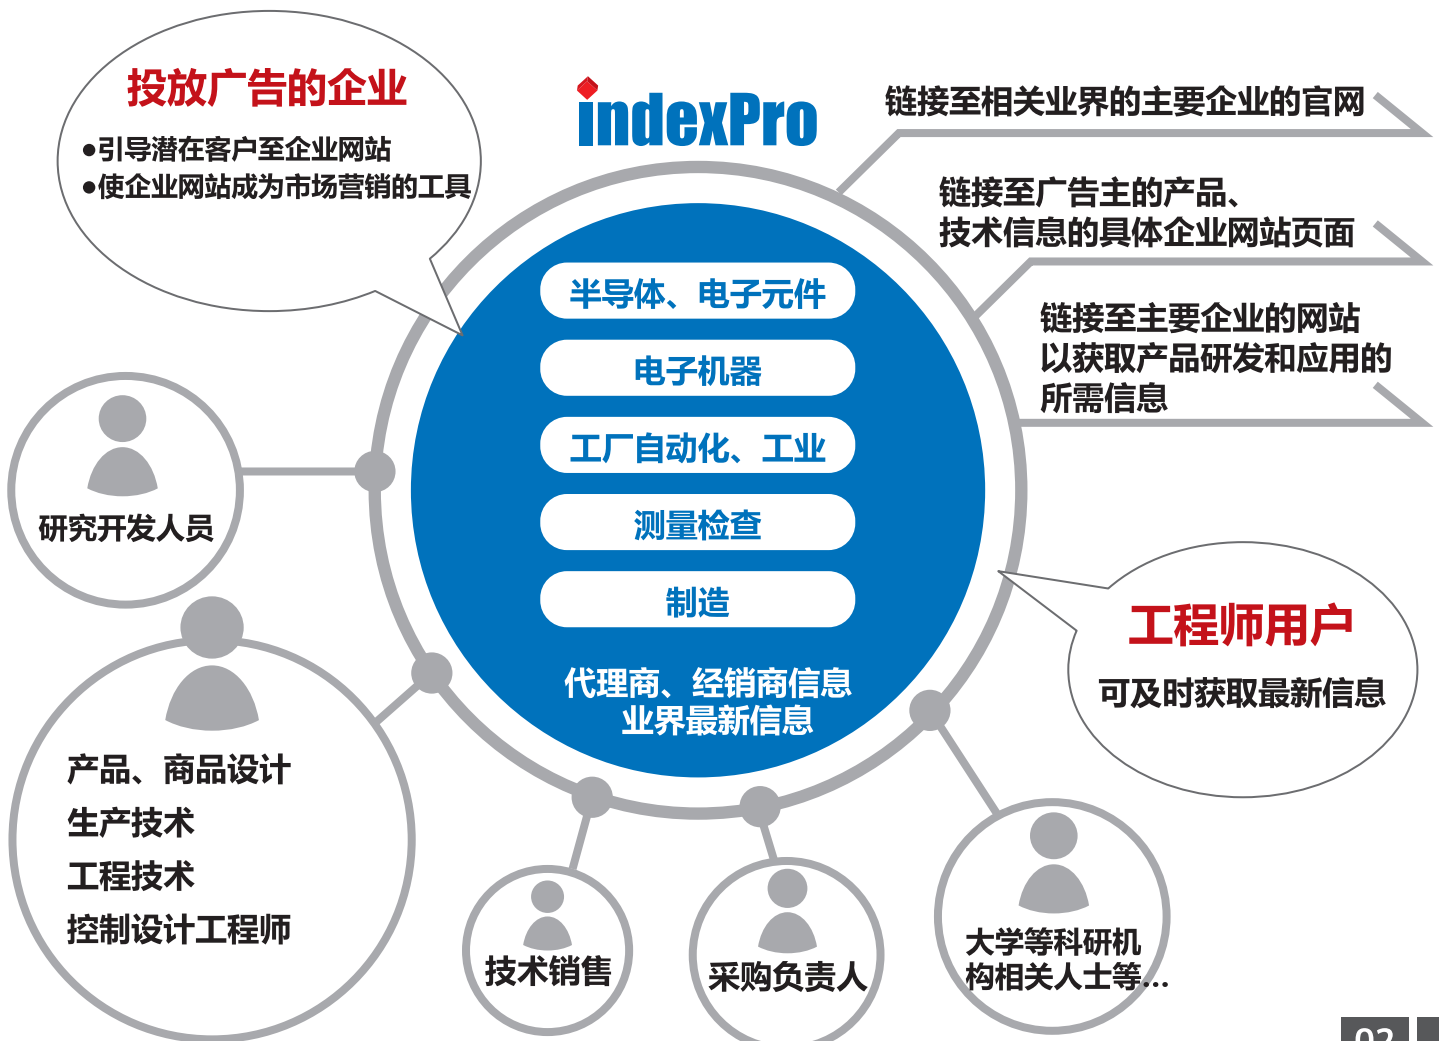 投放广告的企业
●引导潜在客户至企业网站
●使企业网站成为市场营销的工具
indexPro
链接至相关业界的主要企业的官网
链接至广告主的产品、
技术信息的具体企业网站页面
链接至主要企业的网站
以获取产品研发和应用的
所需信息
半导体、电子元件
电子机器
工厂自动化、工业
测量检查
制造
代理商、经销商信息
业界最新信息
研究开发人员
工程师用户
可及时获取最新信息
产品、商品设计
生产技术
工程技术
控制设计工程师
技术销售
采购负责人
大学等科研机
构相关人士等...
02